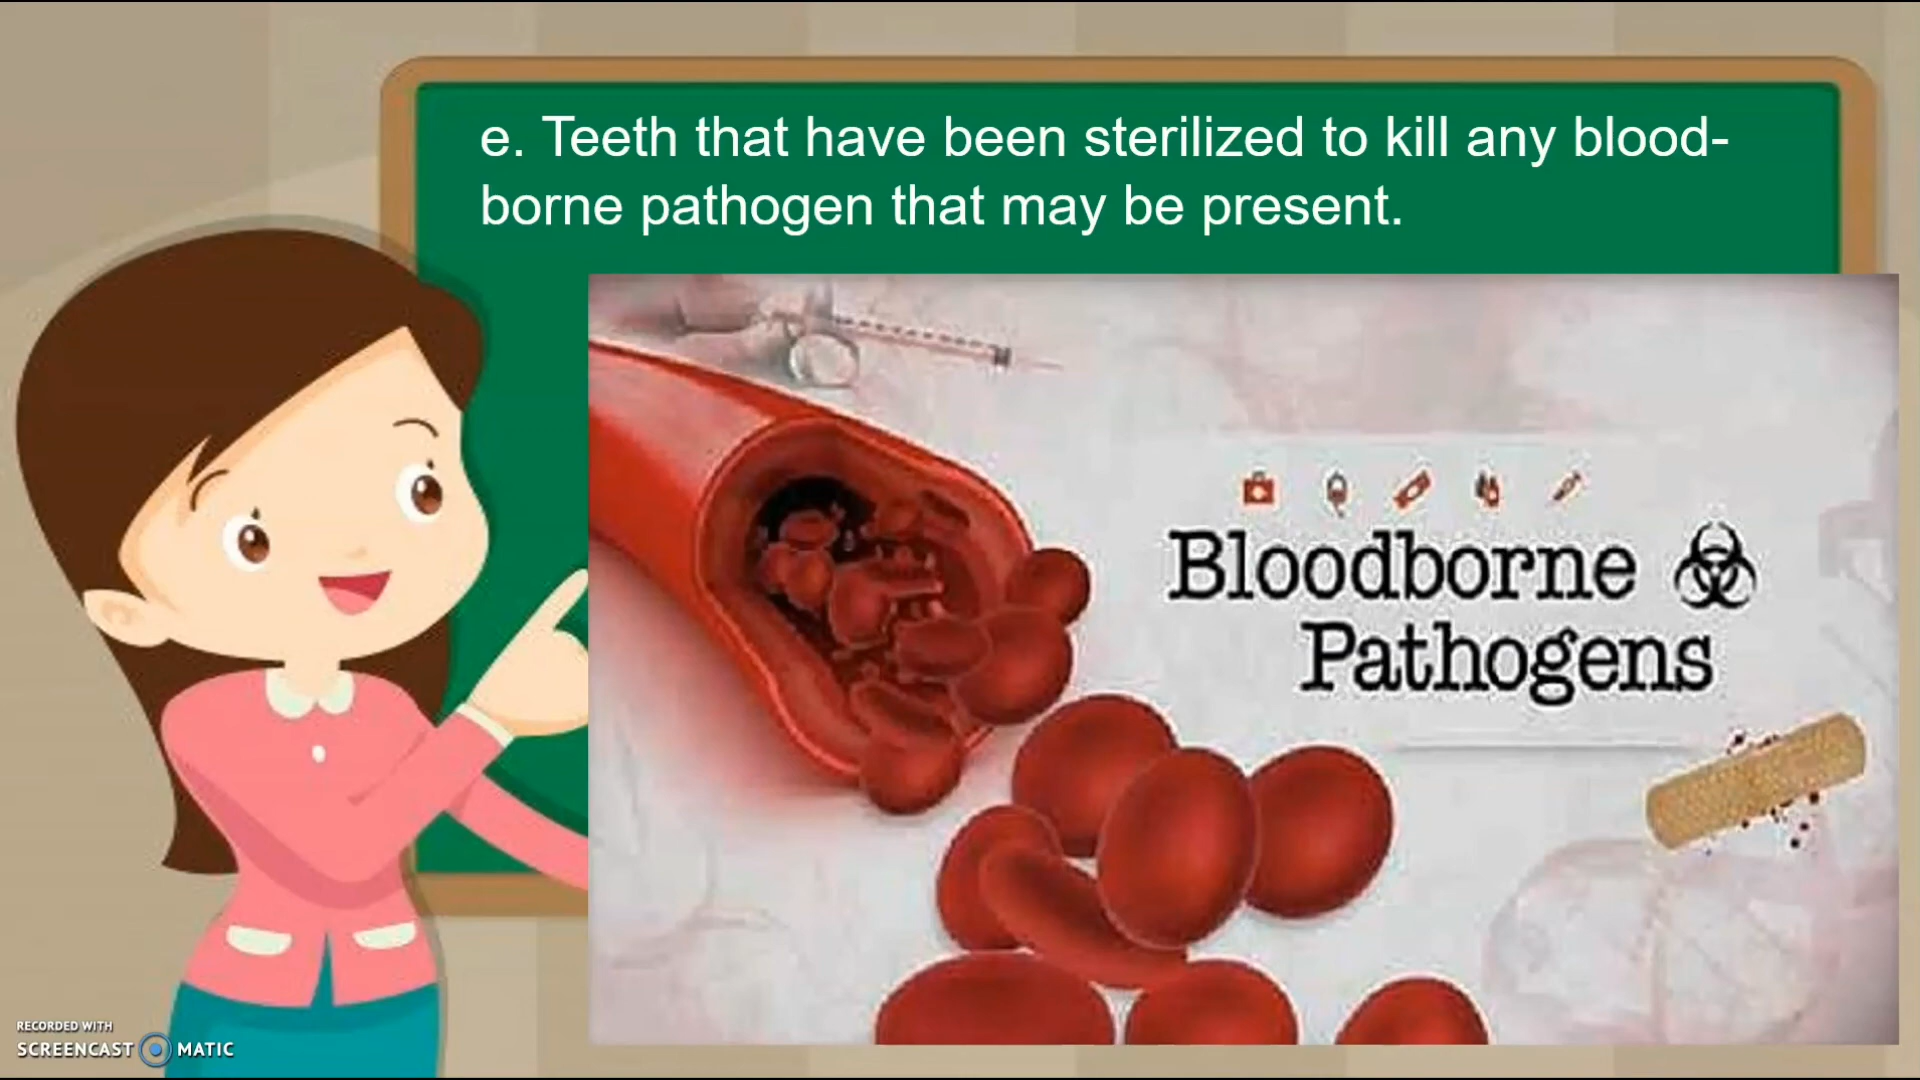 e. Teeth that have been sterilized to kill any blood-
borne pathogen that may be present.
Bloodborne
Pathogens
RECORDED WITH
SCREENCAST MATIC